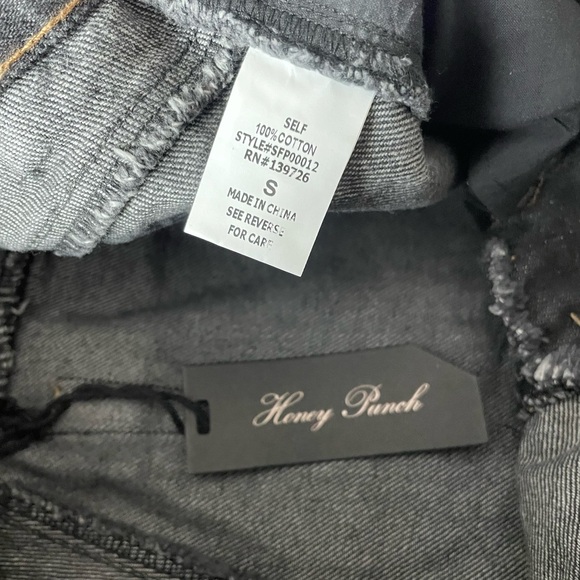 SELF
100% COTTON
STYLE#SFP00012
RN#139726
S
MADE IN CHINA
SEE REVERSE
FOR CARE
Honey Punch